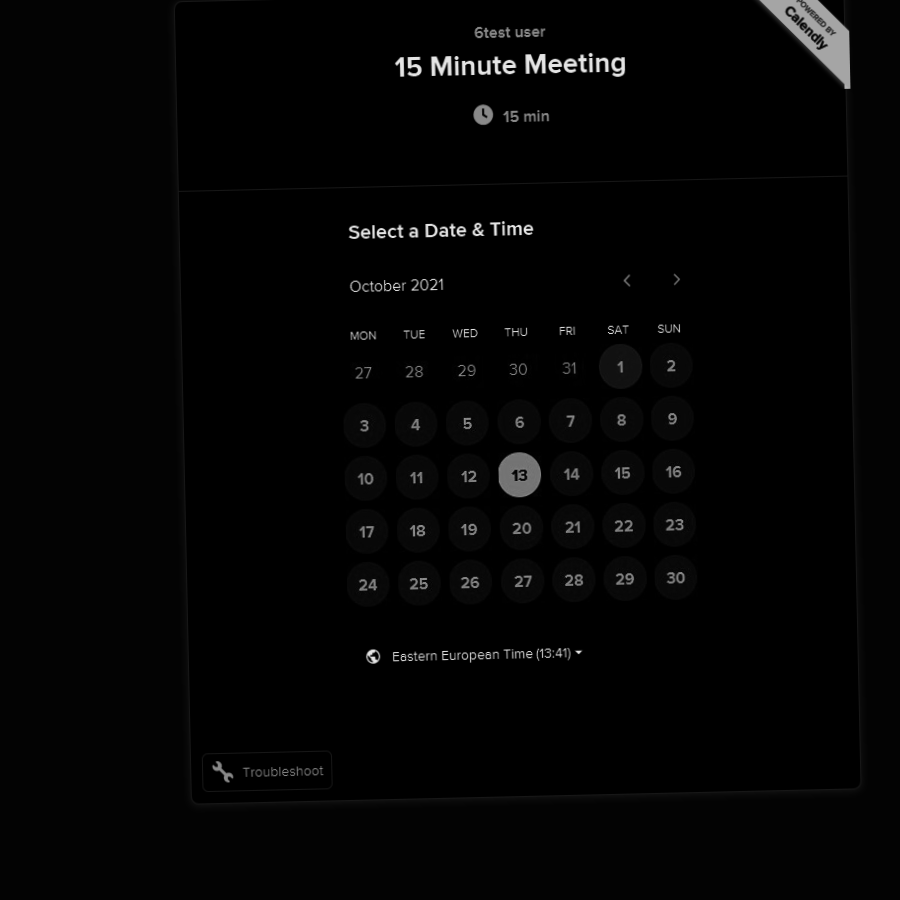 POWERED BY
Calendly
6test user
15 Minute Meeting
15 min
Select a Date & Time
October 2021
MON TUE WED THU FRI SAT SUN
27 28 29 30 31 1 2
3 4 5 6 7 8 9
10 11 12 13 14 15 16
17 18 19 20 21 22 23
24 25 26 27 28 29 30
Eastern European Time (13:41)
Troubleshoot